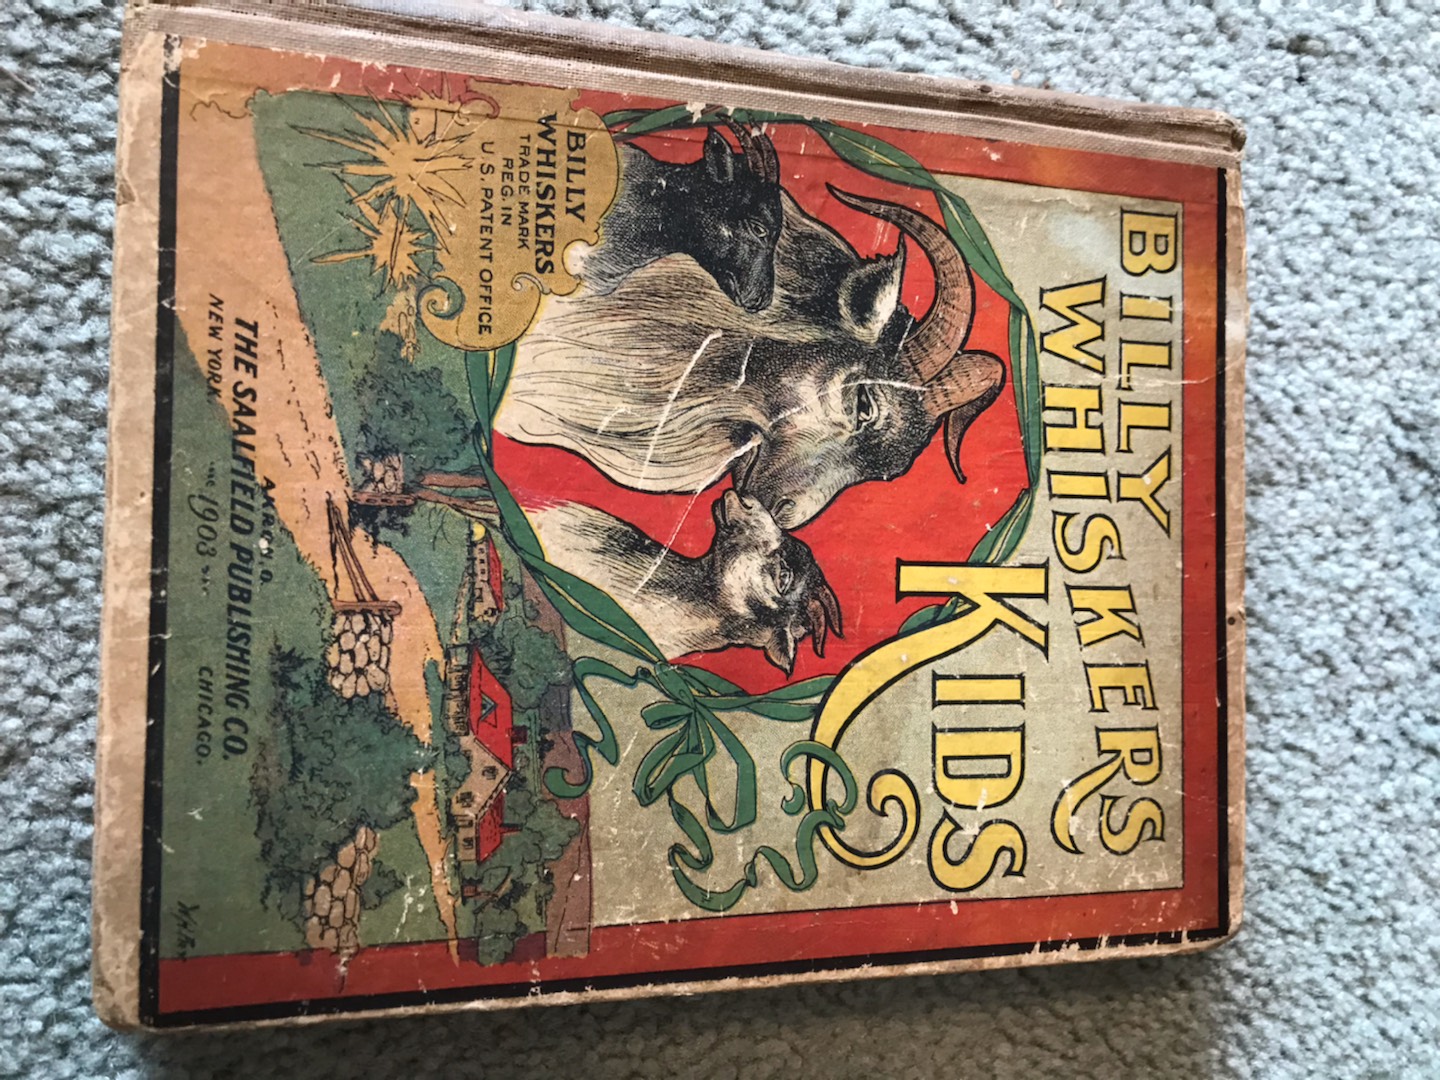 BILLY
WHISKERS
KIDS
BILLY
WHISKERS
TRADE MARK
REG. IN
U.S. PATENT OFFICE
THE SAALFIELD PUBLISHING CO.
NEW YORK
AKRON, O.
CHICAGO.
1903